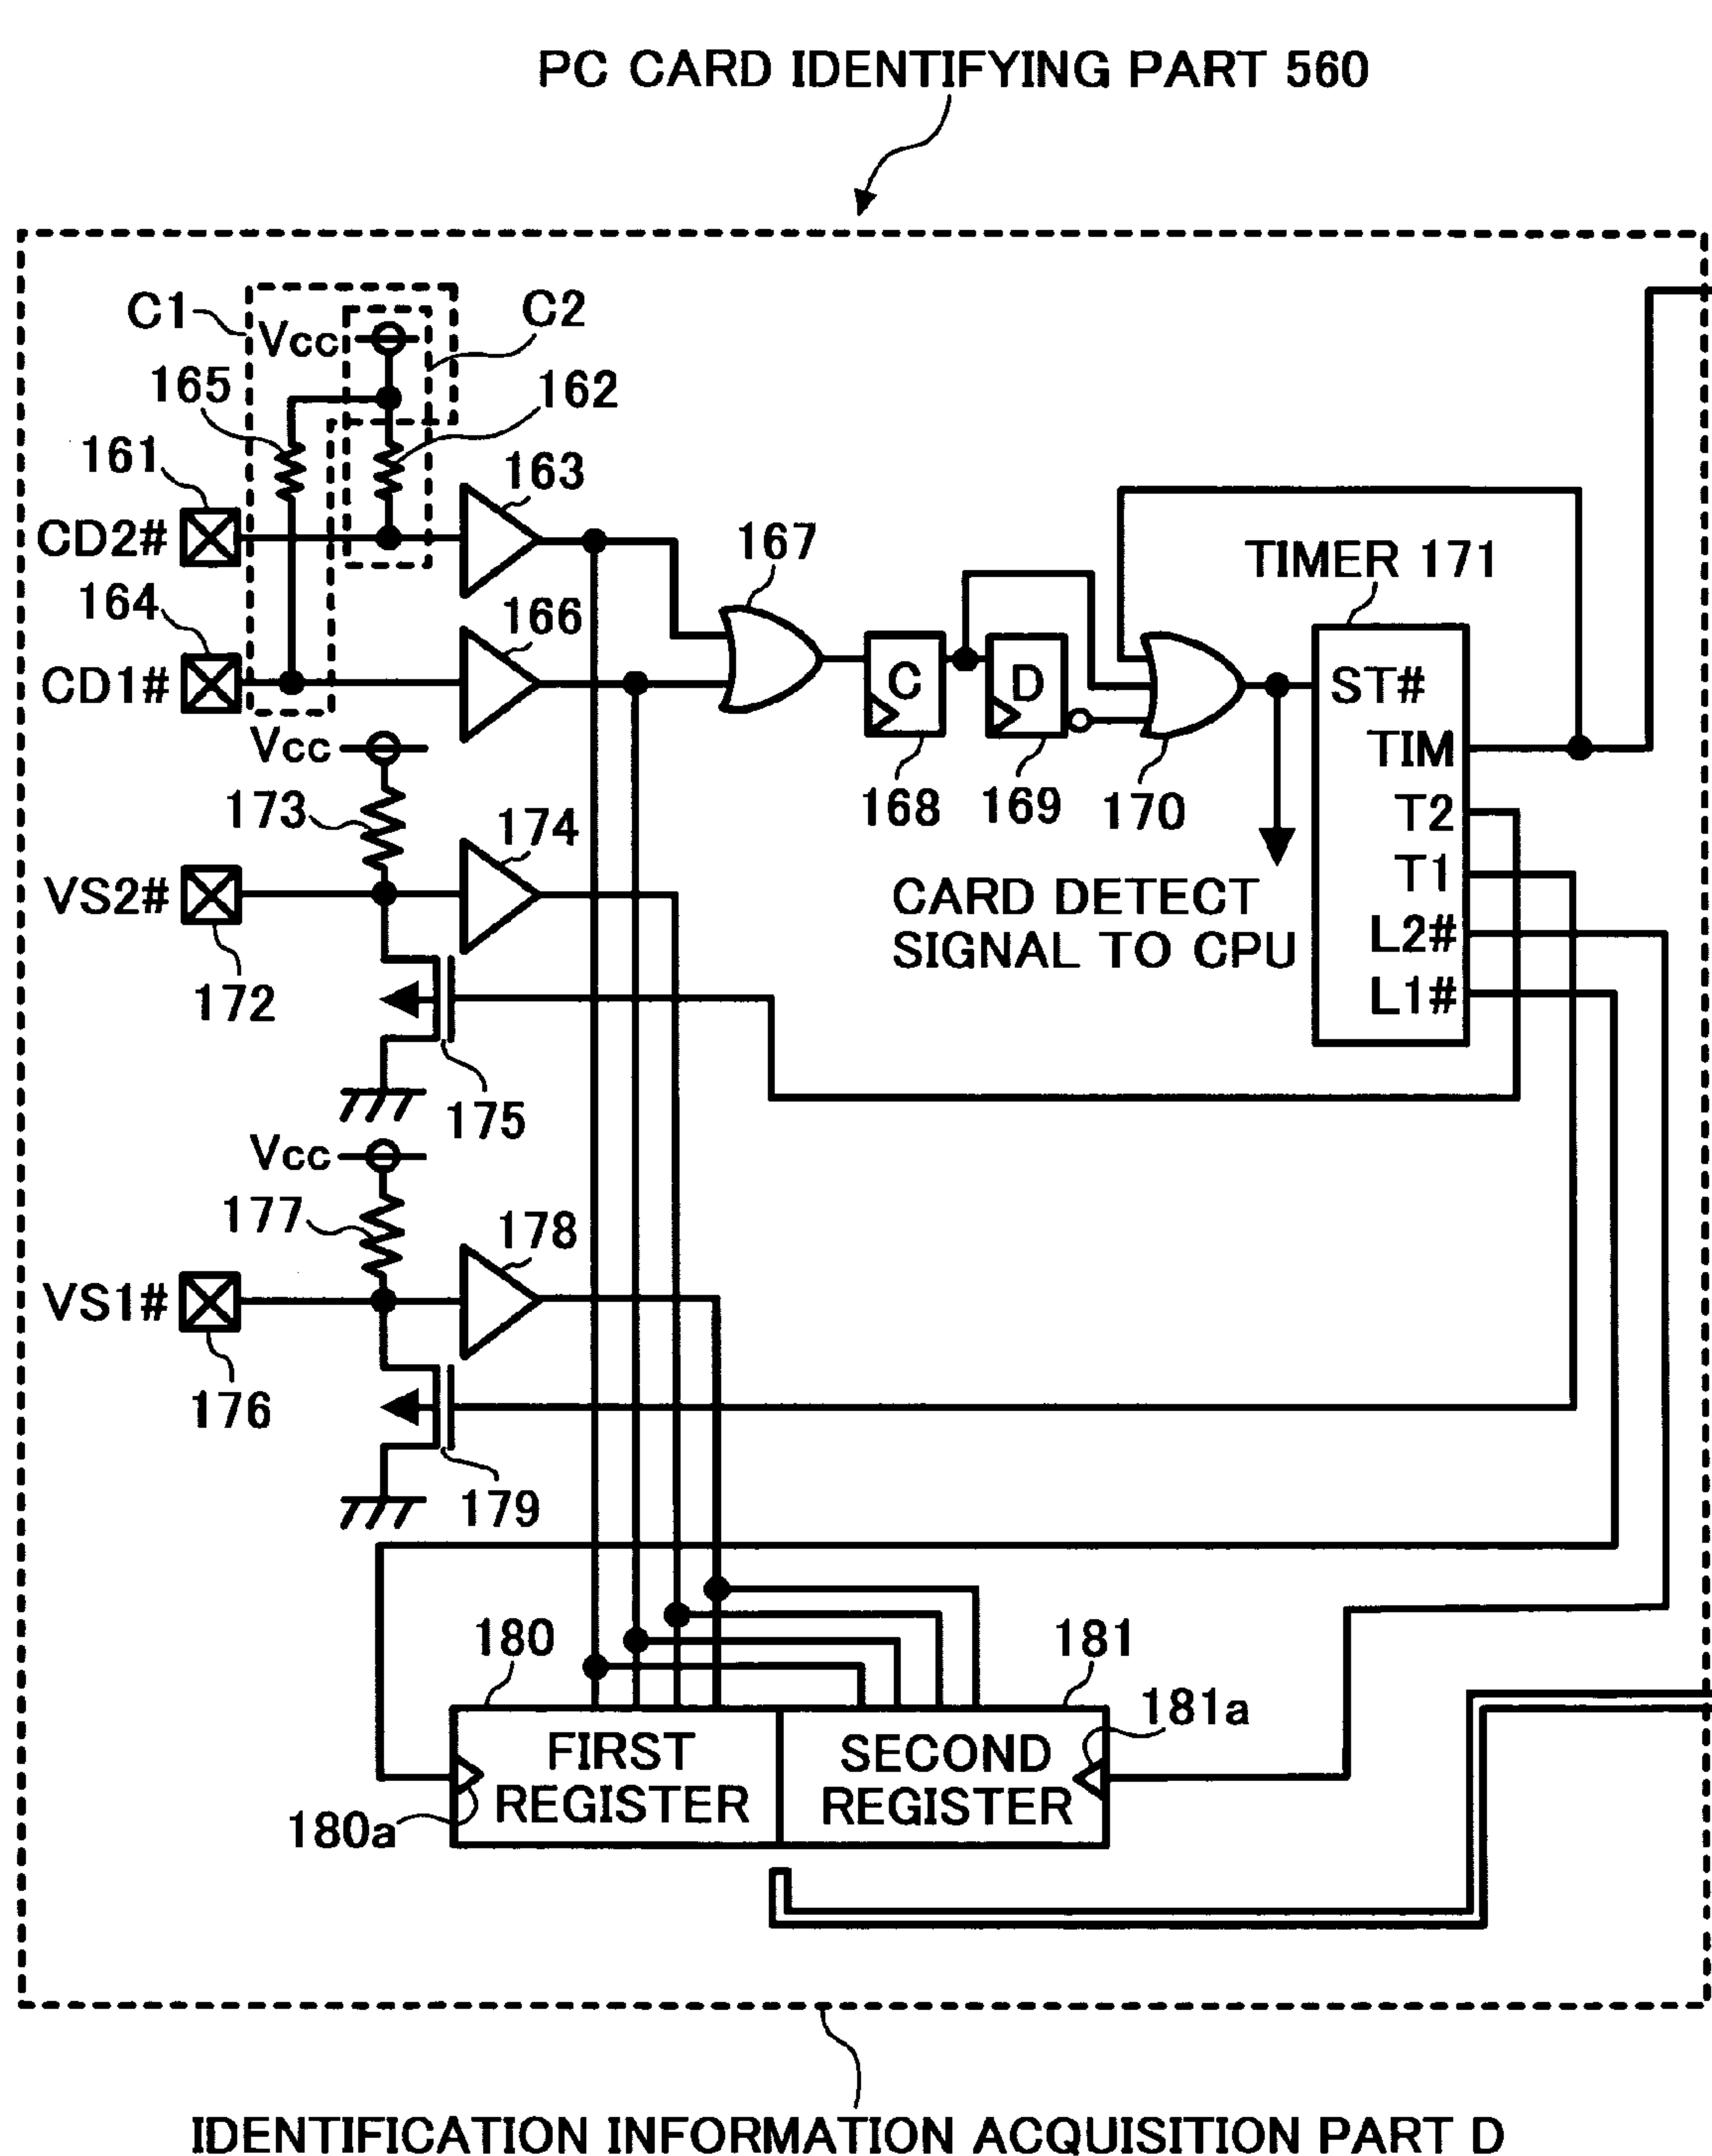 PC CARD IDENTIFYING PART 560
C1
C2
Vcc
165
162
161
163
CD2#
167
TIMER 171
164
166
CD1#
C
D
ST#
Vcc
TIM
173
174
168
169
170
T2
T1
VS2#
CARD DETECT
SIGNAL TO CPU
L2#
L1#
172
175
Vcc
177
178
VS1#
176
179
180
181
181a
FIRST
REGISTER
SECOND
REGISTER
180a
IDENTIFICATION INFORMATION ACQUISITION PART D